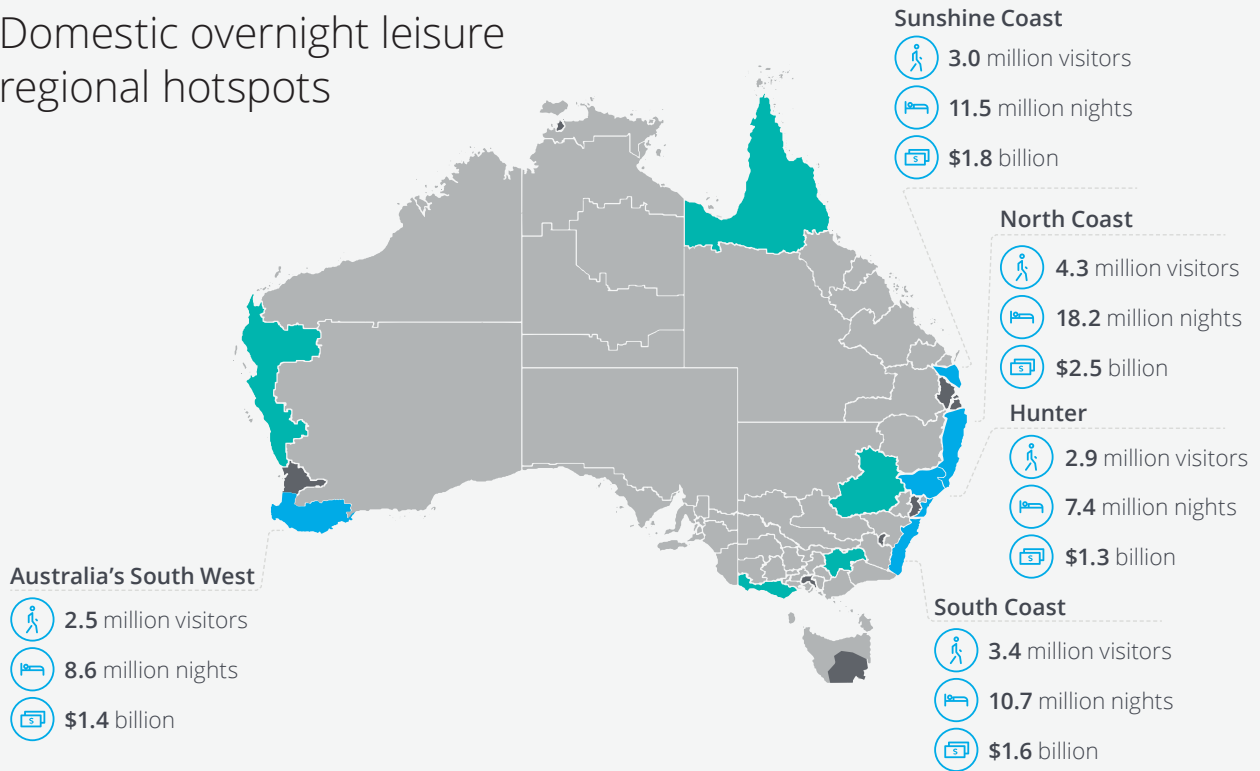 Domestic overnight leisure
regional hotspots
Sunshine Coast
3.0 million visitors
11.5 million nights
$1.8 billion
North Coast
4.3 million visitors
18.2 million nights
$2.5 billion
Hunter
2.9 million visitors
7.4 million nights
$1.3 billion
South Coast
3.4 million visitors
10.7 million nights
$1.6 billion
Australia's South West
2.5 million visitors
8.6 million nights
$1.4 billion